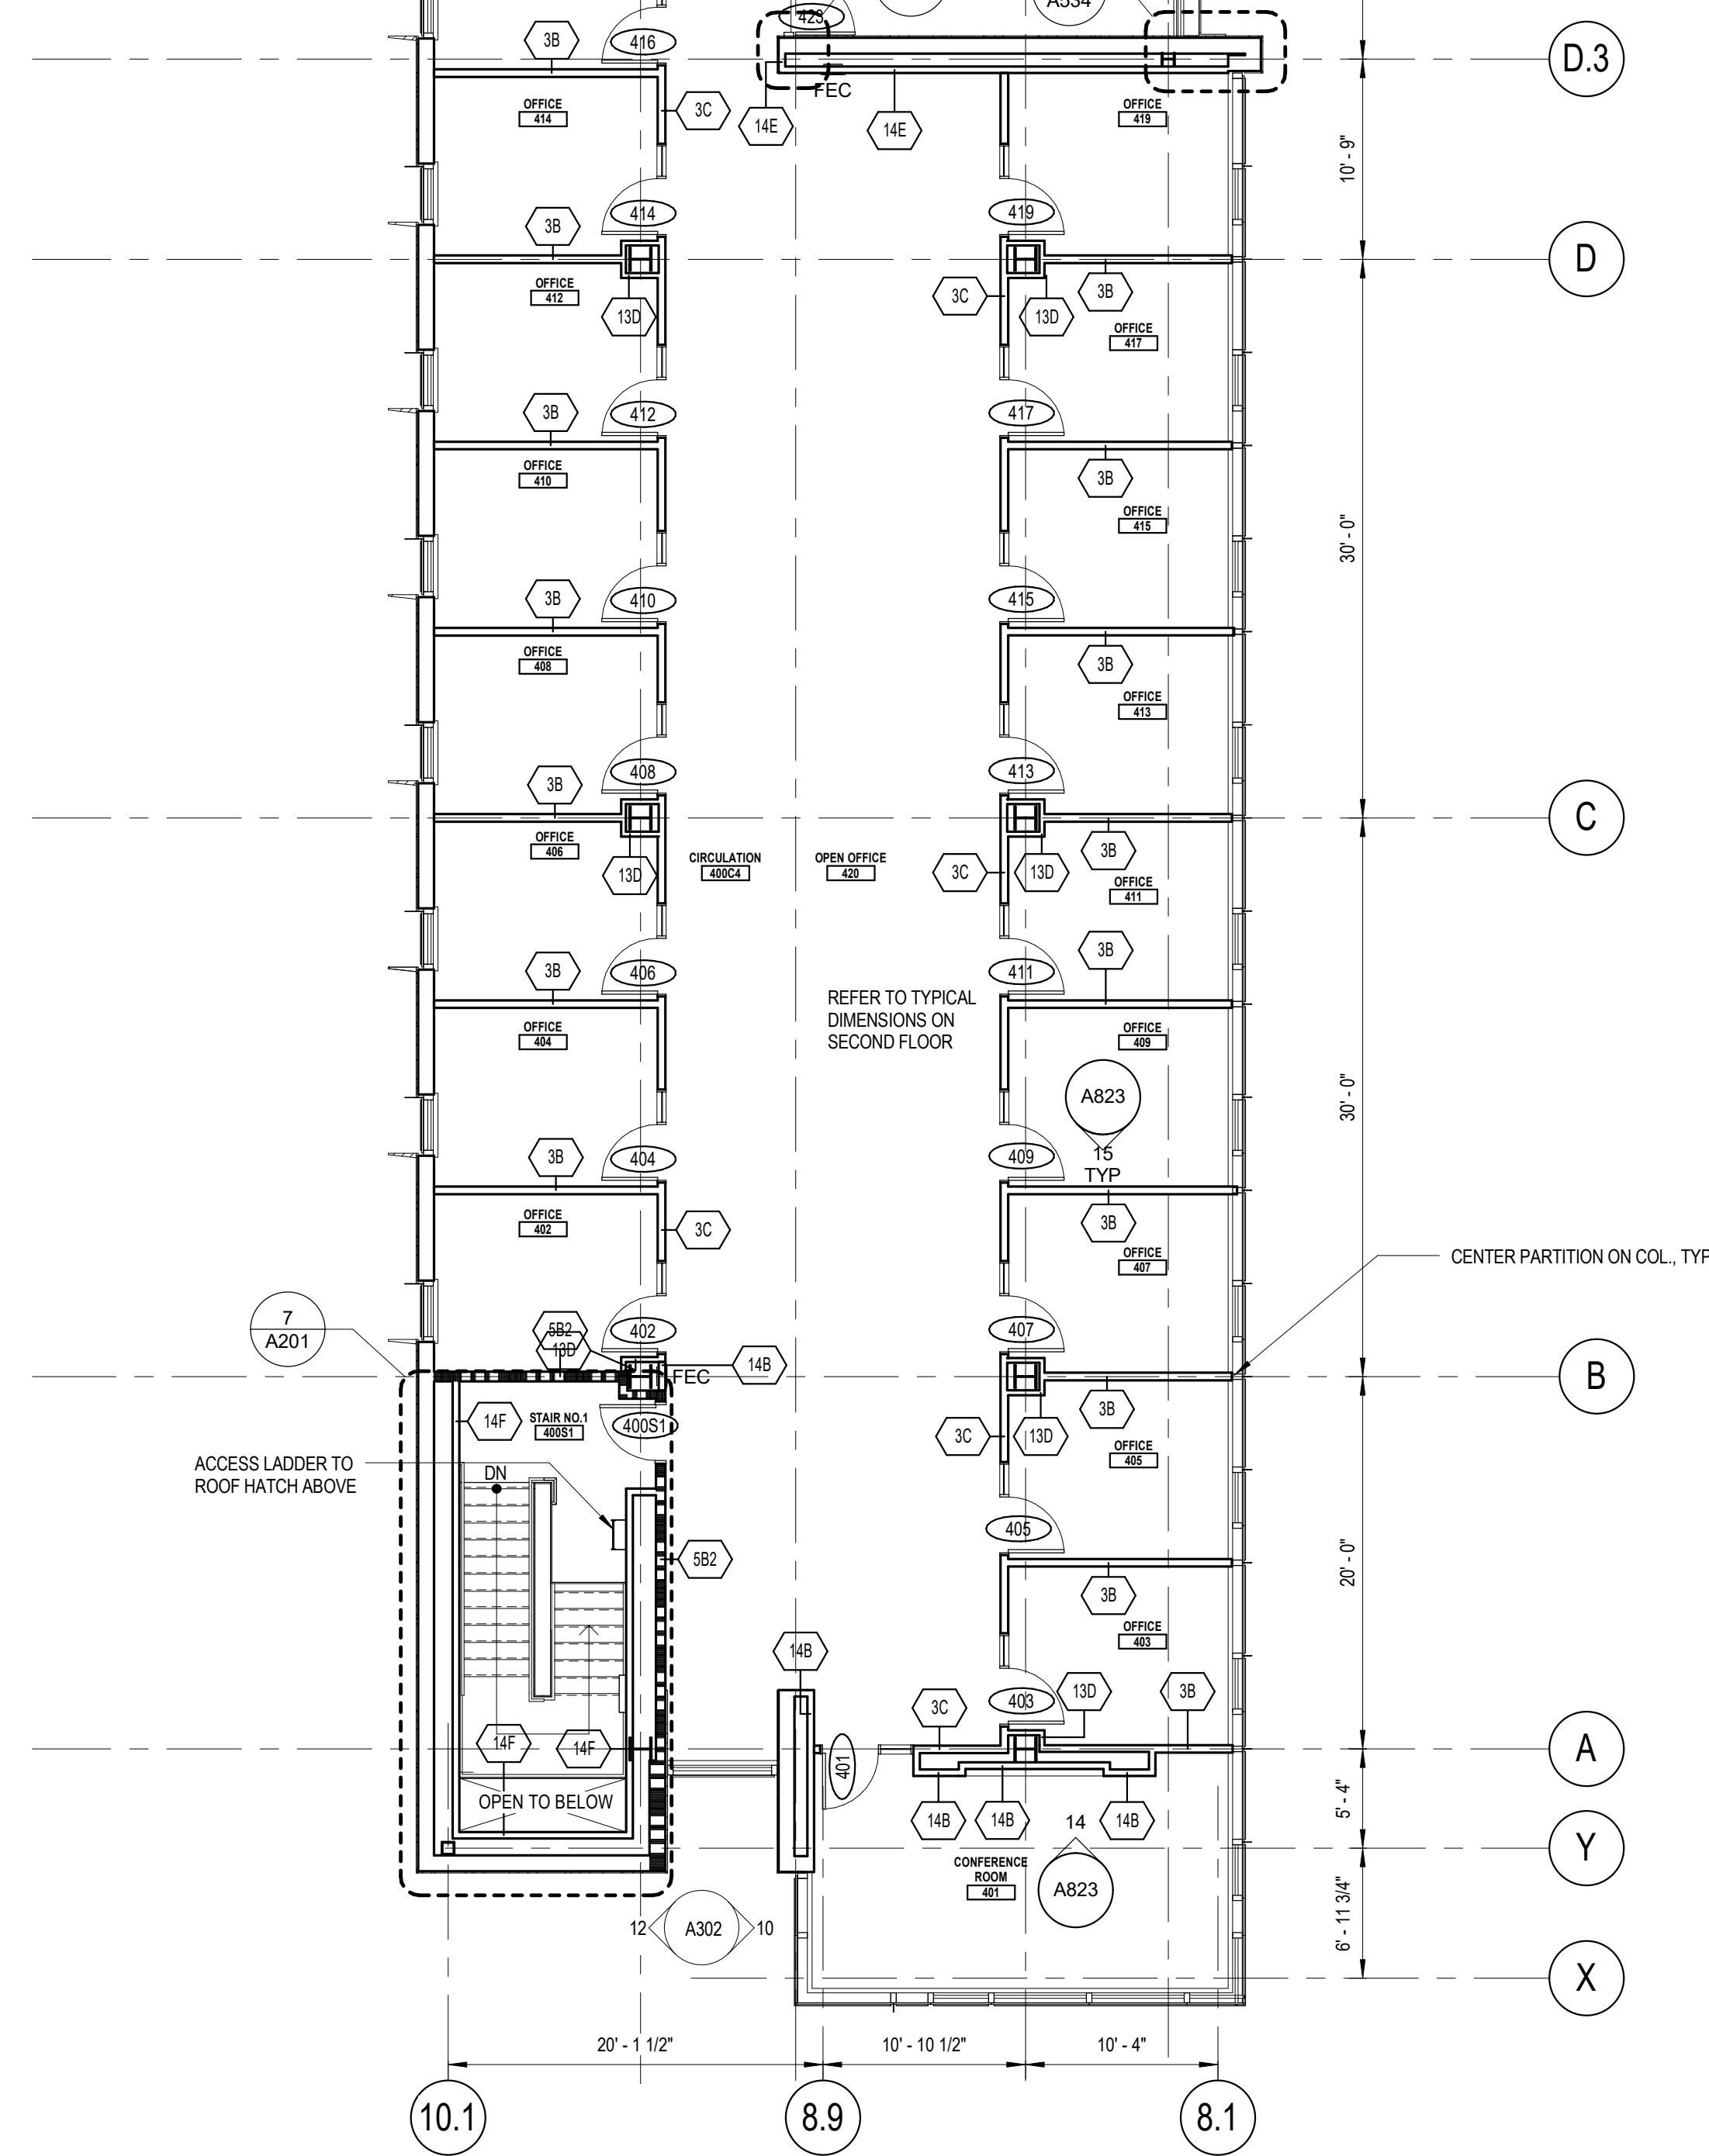 423
A534
3B
416
D.3
OFFICE
414
3C
14E
FEC
14E
OFFICE
419
10' - 9"
3B
414
419
D
OFFICE
412
13D
3C
13D
3B
OFFICE
417
3B
412
417
OFFICE
410
3B
OFFICE
415
30' - 0"
3B
410
415
OFFICE
408
3B
OFFICE
413
3B
408
413
C
OFFICE
406
13D
CIRCULATION
400C4
OPEN OFFICE
420
3C
13D
3B
OFFICE
411
3B
406
411
3B
REFER TO TYPICAL
DIMENSIONS ON
SECOND FLOOR
OFFICE
404
OFFICE
409
A823
15
TYP
30' - 0"
3B
404
409
OFFICE
402
3C
3B
OFFICE
407
CENTER PARTITION ON COL., TYP
7
A201
5B2
13D
402
14B
FEC
407
B
14F
STAIR NO.1
400S1
400S1
3C
13D
3B
OFFICE
405
ACCESS LADDER TO
ROOF HATCH ABOVE
DN
405
5B2
20' - 0"
3B
OFFICE
403
14B
3C
403
13D
3B
14F
14F
401
A
OPEN TO BELOW
14B
14B
14B
14
5' - 4"
Y
CONFERENCE
ROOM
401
A823
12
A302
10
6' - 11 3/4"
X
20' - 1 1/2"
10' - 10 1/2"
10' - 4"
10.1
8.9
8.1